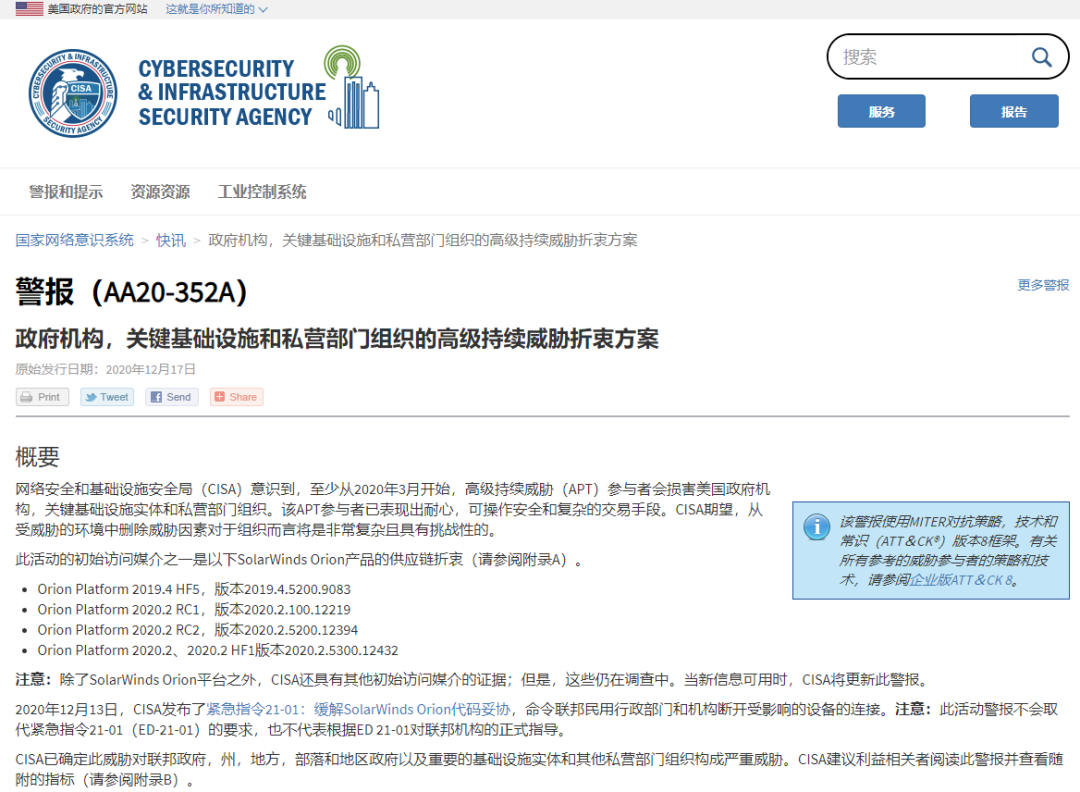 美国政府的官方网站 这就是你所知道的
CYBERSECURITY & INFRASTRUCTURE SECURITY AGENCY
CISA
CYBERSECURITY
& INFRASTRUCTURE
SECURITY AGENCY
搜索
服务 报告
警报和提示 资源资源 工业控制系统
国家网络意识系统 > 快讯 > 政府机构，关键基础设施和私营部门组织的高级持续威胁折衷方案
警报（AA20-352A）
更多警报
政府机构，关键基础设施和私营部门组织的高级持续威胁折衷方案
原始发行日期：2020年12月17日
Print Tweet Send Share
概要
网络安全和基础设施安全局（CISA）意识到，至少从2020年3月开始，高级持续威胁（APT）参与者会损害美国政府机
构，关键基础设施实体和私营部门组织。该APT参与者已表现出耐心，可操作安全和复杂的交易手段。CISA期望，从
受威胁的环境中删除威胁因素对于组织而言将是非常复杂且具有挑战性的。
该警报使用MITER对抗策略，技术和
常识（ATT＆CK®）版本8框架。有关
所有参考的威胁参与者的策略和技
术，请参阅企业版ATT＆CK 8。
此活动的初始访问媒介之一是以下SolarWinds Orion产品的供应链折衷（请参阅附录A）。
• Orion Platform 2019.4 HF5，版本2019.4.5200.9083
• Orion Platform 2020.2 RC1，版本2020.2.100.12219
• Orion Platform 2020.2 RC2，版本2020.2.5200.12394
• Orion Platform 2020.2、2020.2 HF1版本2020.2.5300.12432
注意：除了SolarWinds Orion平台之外，CISA还具有其他初始访问媒介的证据；但是，这些仍在调查中。当新信息可用时，CISA将更新此警报。
2020年12月13日，CISA发布了紧急指令21-01：缓解SolarWinds Orion代码妥协，命令联邦民用行政部门和机构断开受影响的设备的连接。注意：此活动警报不会取
代紧急指令21-01（ED-21-01）的要求，也不代表根据ED 21-01对联邦机构的正式指导。
CISA已确定此威胁对联邦政府，州，地方，部落和地区政府以及重要的基础设施实体和其他私营部门组织构成严重威胁。CISA建议利益相关者阅读此警报并查看随
附的指标（请参阅附录B）。